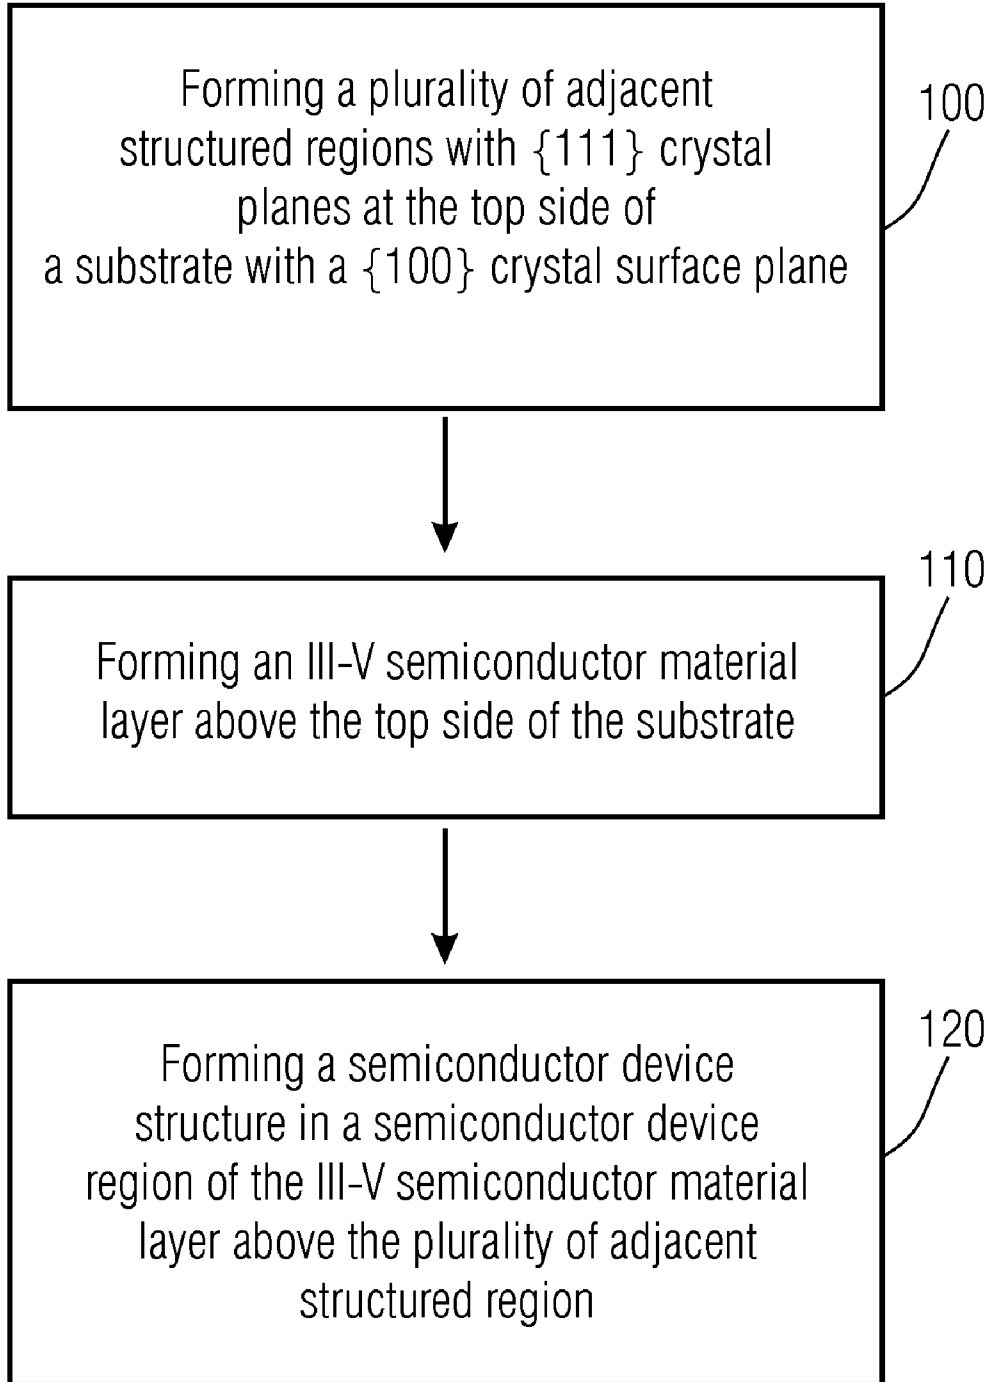 Forming a plurality of adjacent
structured regions with {111} crystal
planes at the top side of
a substrate with a {100} crystal surface plane
100
Forming an III-V semiconductor material
layer above the top side of the substrate
110
Forming a semiconductor device
structure in a semiconductor device
region of the III-V semiconductor material
layer above the plurality of adjacent
structured region
120